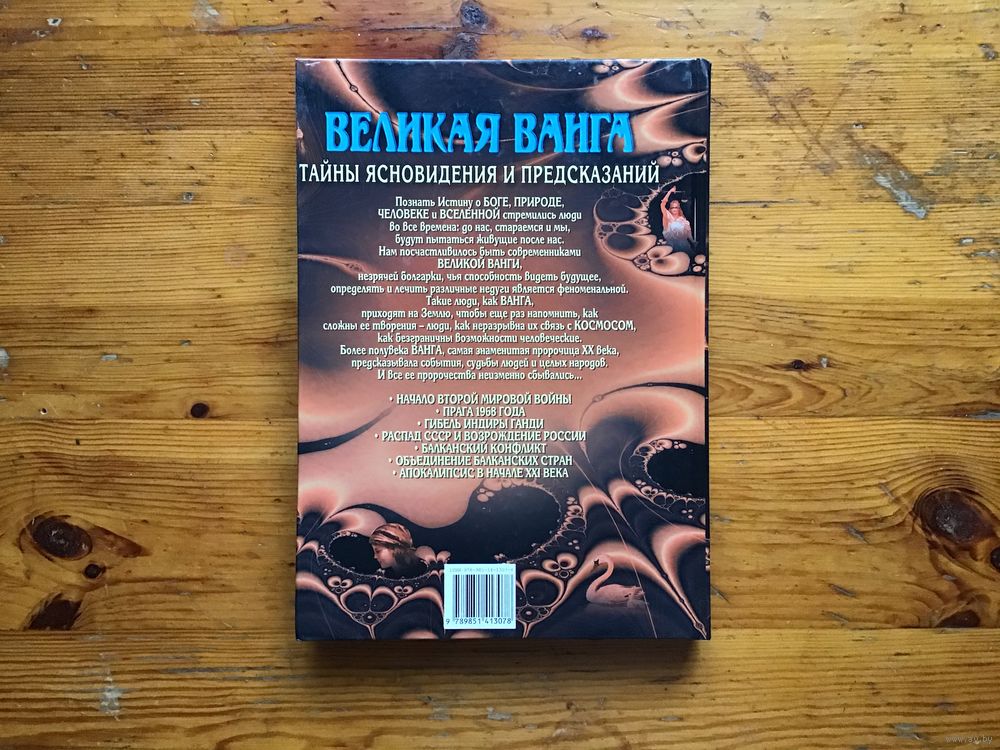 ВЕЛИКАЯ ВАНГА
ТАЙНЫ ЯСНОВИДЕНИЯ И ПРЕДСКАЗАНИЙ
Познать Истину о БОГЕ, ПРИРОДЕ,
ЧЕЛОВЕКЕ и ВСЕЛЕННОЙ стремились люди
во все времена: до нас, стараемся и мы,
будут пытаться живущие после нас.
Нам посчастливилось быть современниками
ВЕЛИКОЙ ВАНГИ,
незрячей болгарки, чья способность видеть будущее,
определять и лечить различные недуги является феноменальной.
Такие люди, как ВАНГА,
приходят на Землю, чтобы еще раз напомнить, как
сложны ее творения – люди, как неразрывна их связь с КОСМОСОМ,
как безграничны возможности человеческие.
Более полувека ВАНГА, самая знаменитая пророчица XX века,
предсказывала события, судьбы людей и целых народов.
И все ее пророчества неизменно сбывались...
• НАЧАЛО ВТОРОЙ МИРОВОЙ ВОЙНЫ
• ПРАГА 1968 ГОДА
• ГИБЕЛЬ ИНДИРЫ ГАНДИ
• РАСПАД СССР И ВОЗРОЖДЕНИЕ РОССИИ
• БАЛКАНСКИЙ КОНФЛИКТ
• ОБЪЕДИНЕНИЕ БАЛКАНСКИХ СТРАН
• АПОКАЛИПСИС В НАЧАЛЕ XXI ВЕКА
9 789851 413078
www.ay.by